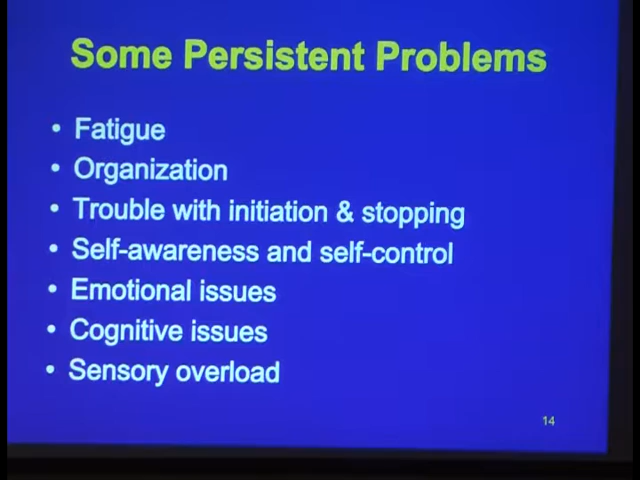 Some Persistent Problems
• Fatigue
• Organization
• Trouble with initiation & stopping
• Self-awareness and self-control
• Emotional issues
• Cognitive issues
• Sensory overload
14